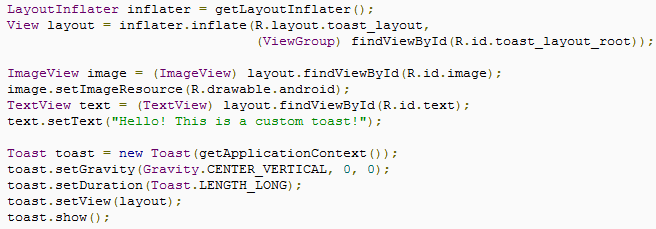 LayoutInflater inflater = getLayoutInflater();
View layout = inflater.inflate(R.layout.toast_layout,
                               (ViewGroup) findViewById(R.id.toast_layout_root));

ImageView image = (ImageView) layout.findViewById(R.id.image);
image.setImageResource(R.drawable.android);
TextView text = (TextView) layout.findViewById(R.id.text);
text.setText("Hello! This is a custom toast!");

Toast toast = new Toast(getApplicationContext());
toast.setGravity(Gravity.CENTER_VERTICAL, 0, 0);
toast.setDuration(Toast.LENGTH_LONG);
toast.setView(layout);
toast.show();